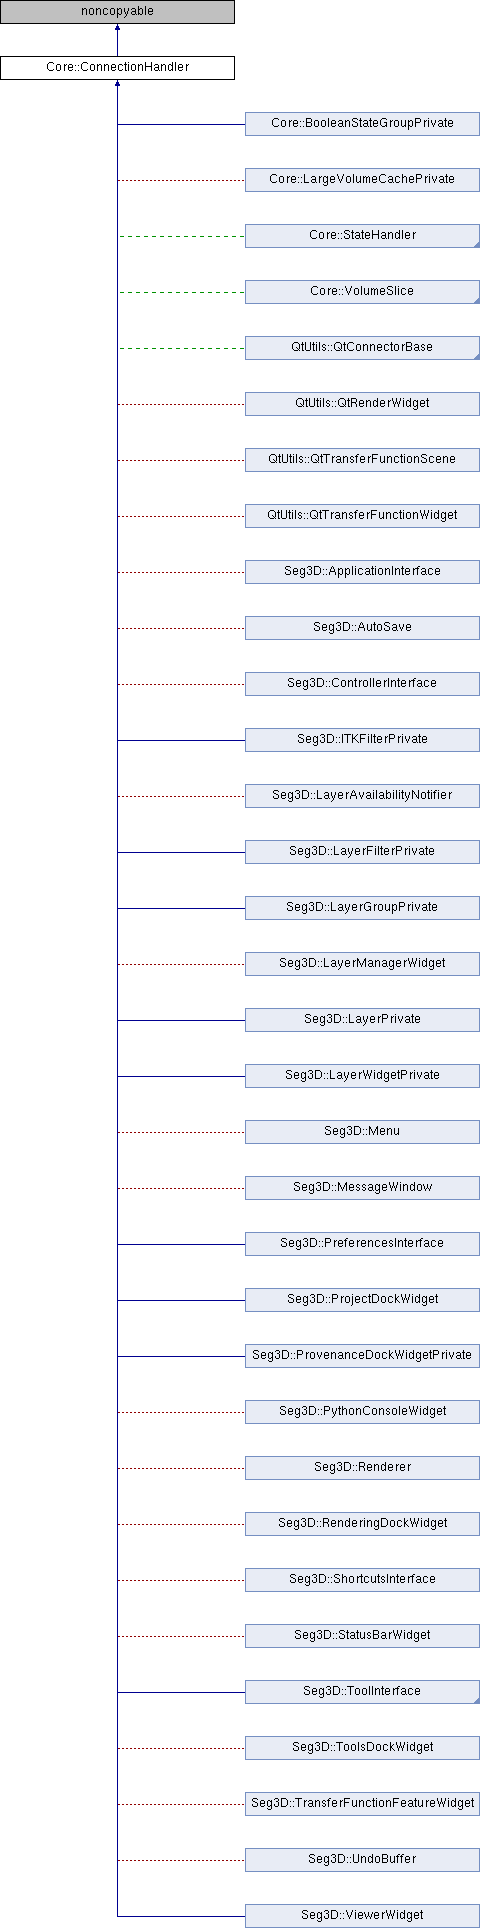 noncopyable
Core::ConnectionHandler
Core::BooleanStateGroupPrivate
Core::LargeVolumeCachePrivate
Core::StateHandler
Core::VolumeSlice
QtUtils::QtConnectorBase
QtUtils::QtRenderWidget
QtUtils::QtTransferFunctionScene
QtUtils::QtTransferFunctionWidget
Seg3D::ApplicationInterface
Seg3D::AutoSave
Seg3D::ControllerInterface
Seg3D::ITKFilterPrivate
Seg3D::LayerAvailabilityNotifier
Seg3D::LayerFilterPrivate
Seg3D::LayerGroupPrivate
Seg3D::LayerManagerWidget
Seg3D::LayerPrivate
Seg3D::LayerWidgetPrivate
Seg3D::Menu
Seg3D::MessageWindow
Seg3D::PreferencesInterface
Seg3D::ProjectDockWidget
Seg3D::ProvenanceDockWidgetPrivate
Seg3D::PythonConsoleWidget
Seg3D::Renderer
Seg3D::RenderingDockWidget
Seg3D::ShortcutsInterface
Seg3D::StatusBarWidget
Seg3D::ToolInterface
Seg3D::ToolsDockWidget
Seg3D::TransferFunctionFeatureWidget
Seg3D::UndoBuffer
Seg3D::ViewerWidget